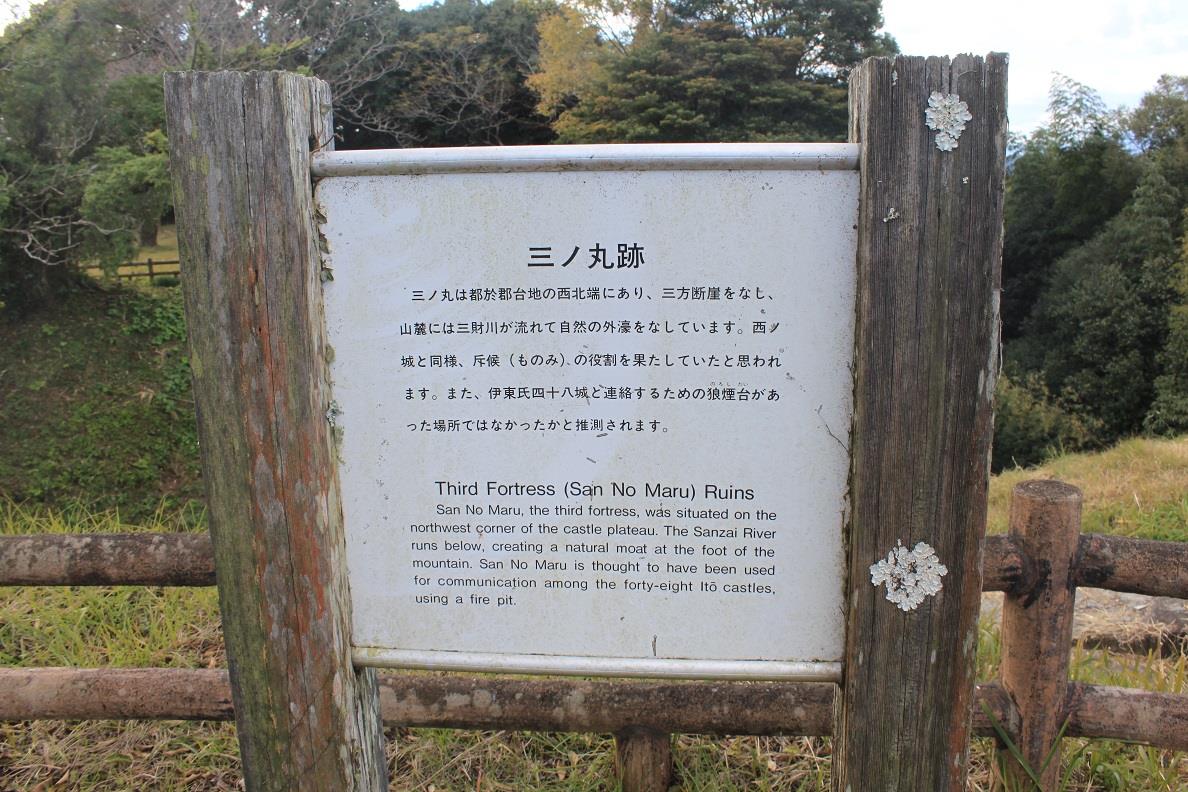 三ノ丸跡
三ノ丸は都於郡台地の西北端にあり、三方断崖をなし、
山麓には三財川が流れて自然の外濠をなしています。西ノ
城と同様、斥候（ものみ）の役割を果たしていたと思われ
のろし だい
ます。また、伊東氏四十八城と連絡するための狼煙台があ
った場所ではなかったかと推測されます。
Third Fortress (San No Maru) Ruins
San No Maru, the third fortress, was situated on the
northwest corner of the castle plateau. The Sanzai River
runs below, creating a natural moat at the foot of the
mountain. San No Maru is thought to have been used
for communication among the forty-eight Itō castles,
using a fire pit.